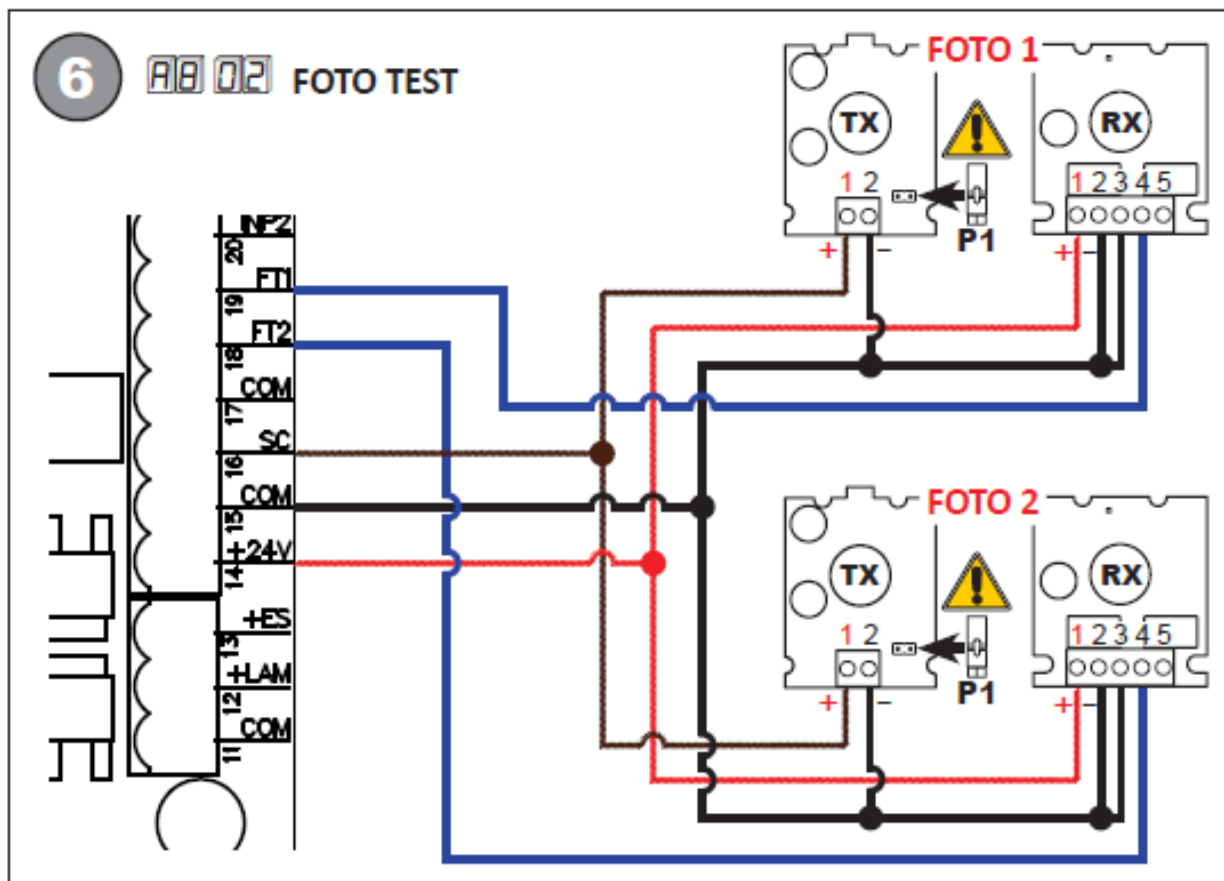 6 A8 02 FOTO TEST
FOTO 1
TX
RX
1 2
1 2 3 4 5
+ –
P1
+ –
INP2
20
FT1
19
FT2
18
COM
17
SC
16
COM
15
+24V
14
+ES
13
+LAM
12
COM
11
FOTO 2
TX
RX
1 2
1 2 3 4 5
+ –
P1
+ –